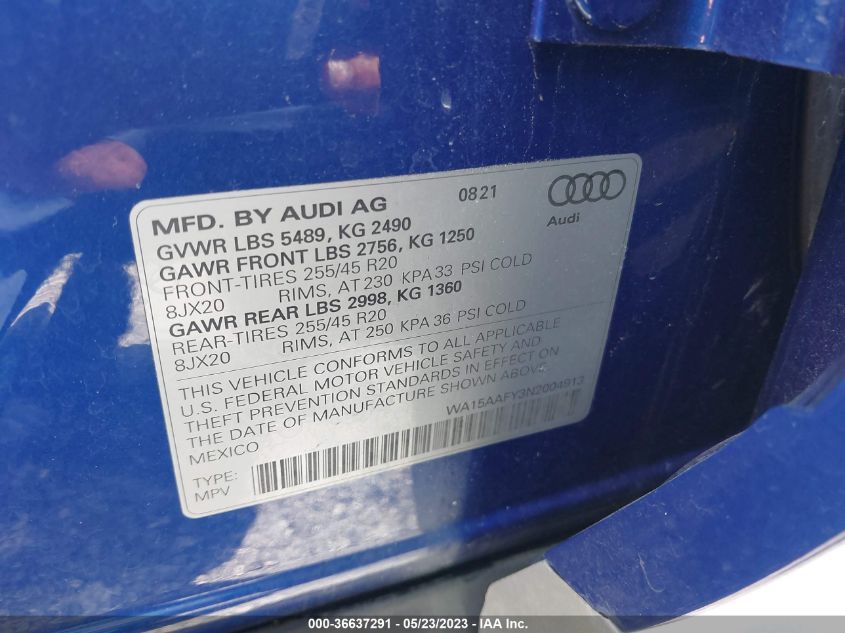 MFD. BY AUDI AG 0821
Audi
GVWR LBS 5489, KG 2490
GAWR FRONT LBS 2756, KG 1250
FRONT-TIRES 255/45 R20
8JX20 RIMS, AT 230 KPA 33 PSI COLD
GAWR REAR LBS 2998, KG 1360
REAR-TIRES 255/45 R20
8JX20 RIMS, AT 250 KPA 36 PSI COLD
THIS VEHICLE CONFORMS TO ALL APPLICABLE
U.S. FEDERAL MOTOR VEHICLE SAFETY AND
THEFT PREVENTION STANDARDS IN EFFECT ON
THE DATE OF MANUFACTURE SHOWN ABOVE.
MEXICO WA15AAFY3N2004913
TYPE:
MPV
000-36637291 - 05/23/2023 - IAA Inc.